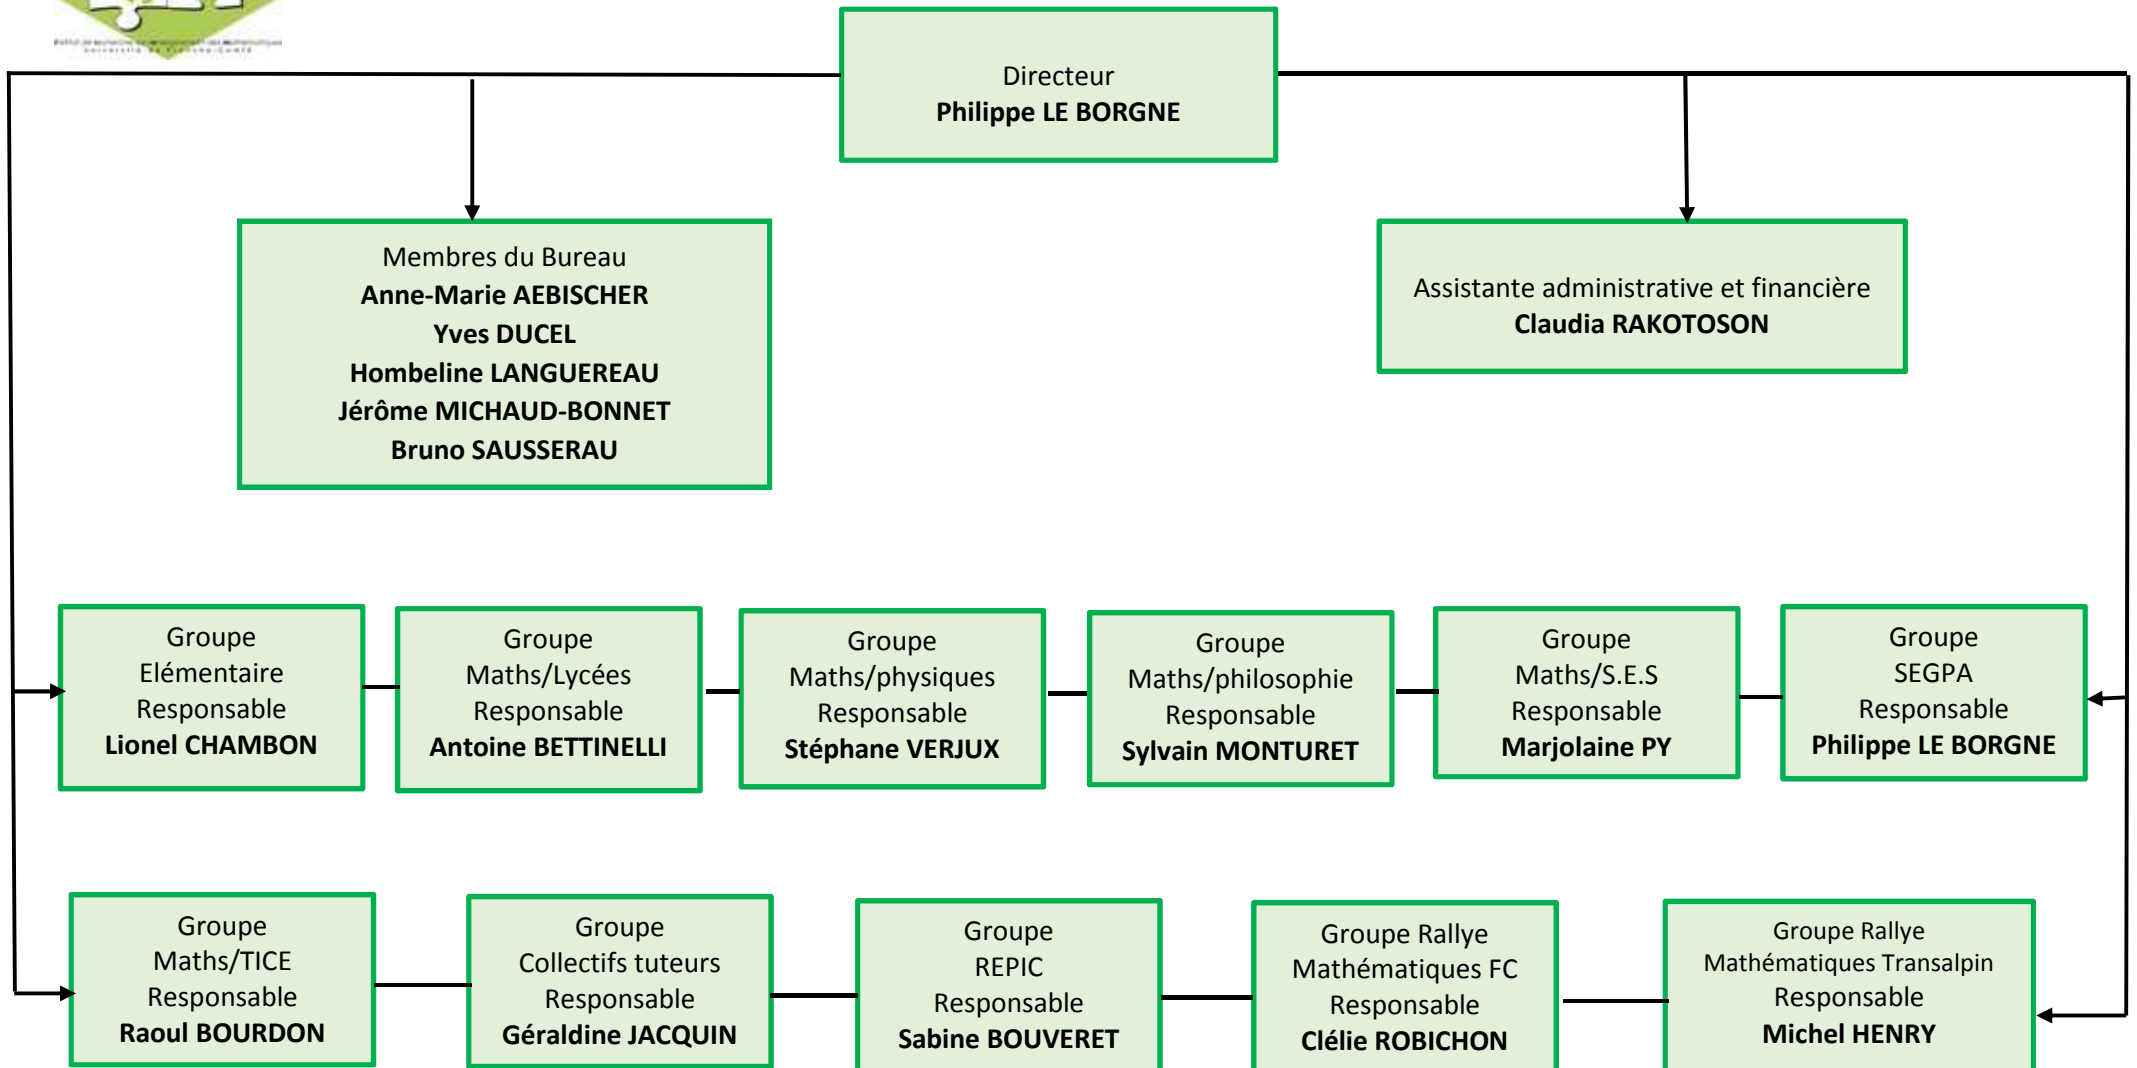 Directeur
Philippe LE BORGNE
Membres du Bureau
Anne-Marie AEBISCHER
Yves DUCEL
Hombeline LANGUEREAU
Jérôme MICHAUD-BONNET
Bruno SAUSSERAU
Assistante administrative et financière
Claudia RAKOTOSON
Groupe
Elémentaire
Responsable
Lionel CHAMBON
Groupe
Maths/Lycées
Responsable
Antoine BETTINELLI
Groupe
Maths/physiques
Responsable
Stéphane VERJUX
Groupe
Maths/philosophie
Responsable
Sylvain MONTURET
Groupe
Maths/S.E.S
Responsable
Marjolaine PY
Groupe
SEGPA
Responsable
Philippe LE BORGNE
Groupe
Maths/TICE
Responsable
Raoul BOURDON
Groupe
Collectifs tuteurs
Responsable
Géraldine JACQUIN
Groupe
REPIC
Responsable
Sabine BOUVERET
Groupe Rallye
Mathématiques FC
Responsable
Clélie ROBICHON
Groupe Rallye
Mathématiques Transalpin
Responsable
Michel HENRY